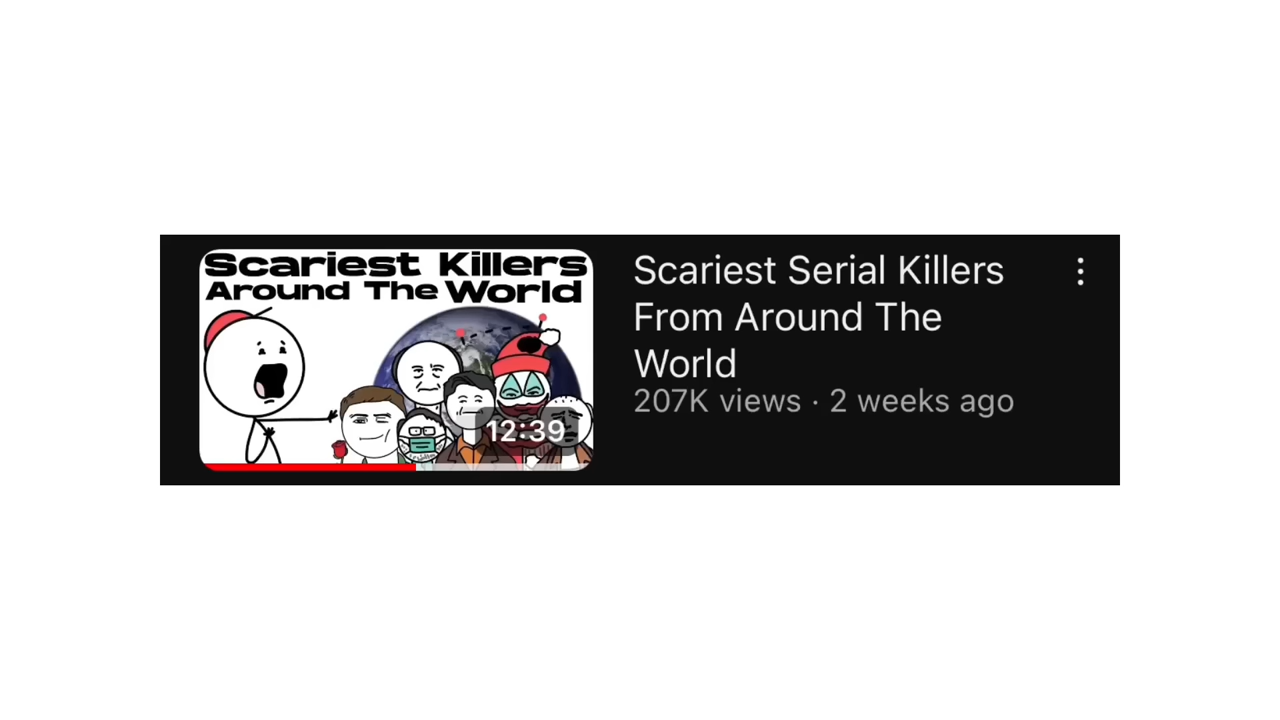 Scariest Killers
Around The World
12:39
Scariest Serial Killers
From Around The
World
207K views · 2 weeks ago